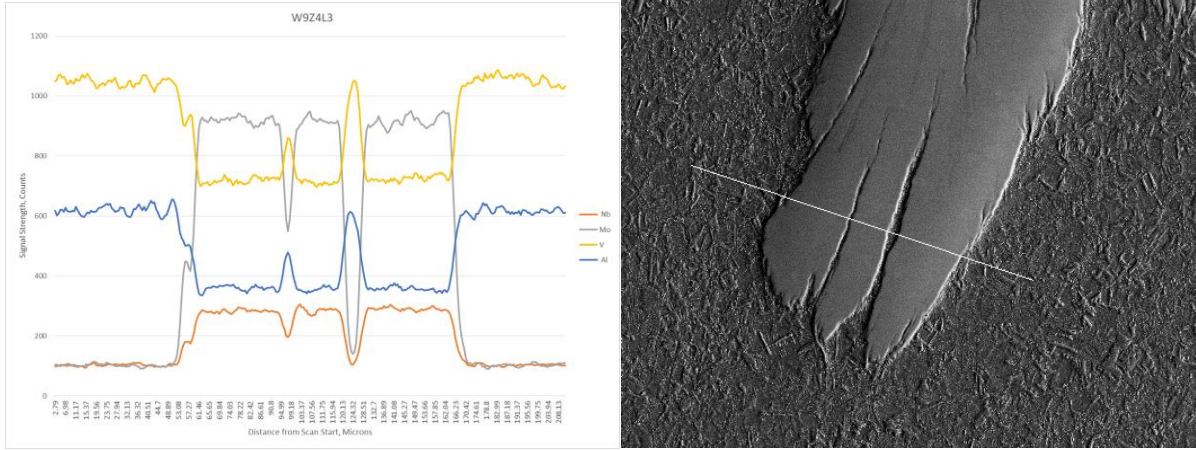 W9Z4L3
1200
1000
800
600
400
200
0
Signal Strength, Counts
2.79 6.98 11.17 15.37 19.56 23.75 27.94 32.13 36.32 40.51 44.7 48.89 53.08 57.27 61.46 65.65 69.84 74.03 78.22 82.42 86.61 90.8 94.99 99.18 103.37 107.56 111.75 115.94 120.13 124.32 128.51 132.7 136.89 141.08 145.27 149.47 153.66 157.85 162.04 166.23 170.42 174.61 178.8 182.99 187.18 191.37 195.56 199.75 203.94 208.13
Distance from Scan Start, Microns
Nb
Mo
V
Al